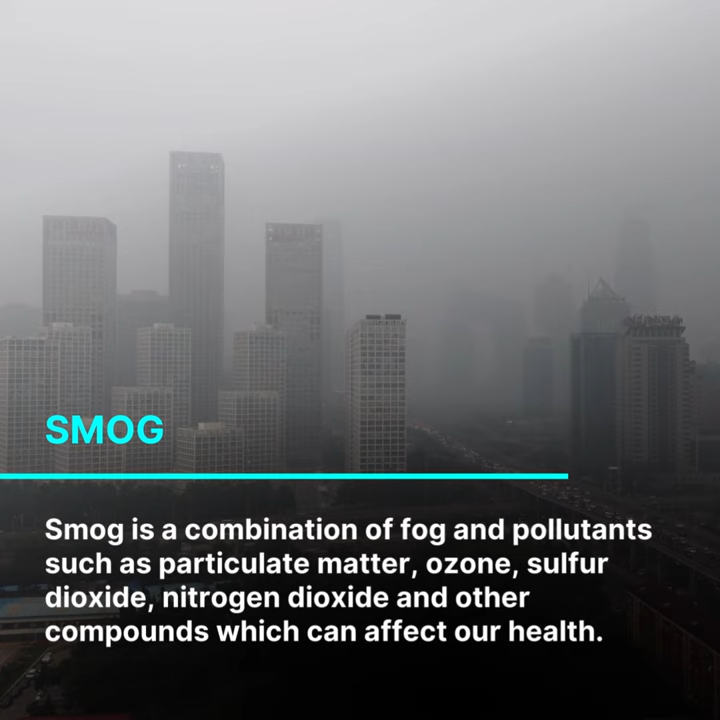 SMOG
Smog is a combination of fog and pollutants
such as particulate matter, ozone, sulfur
dioxide, nitrogen dioxide and other
compounds which can affect our health.